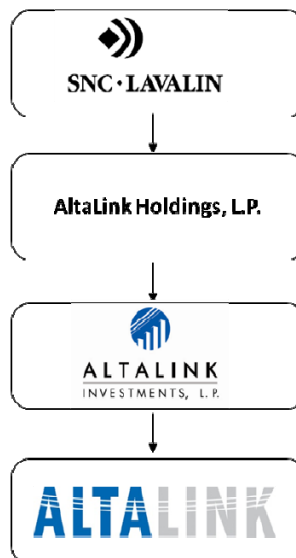 SNC · LAVALIN
AltaLink Holdings, L.P.
ALTALINK
INVESTMENTS, L.P.
ALTALINK